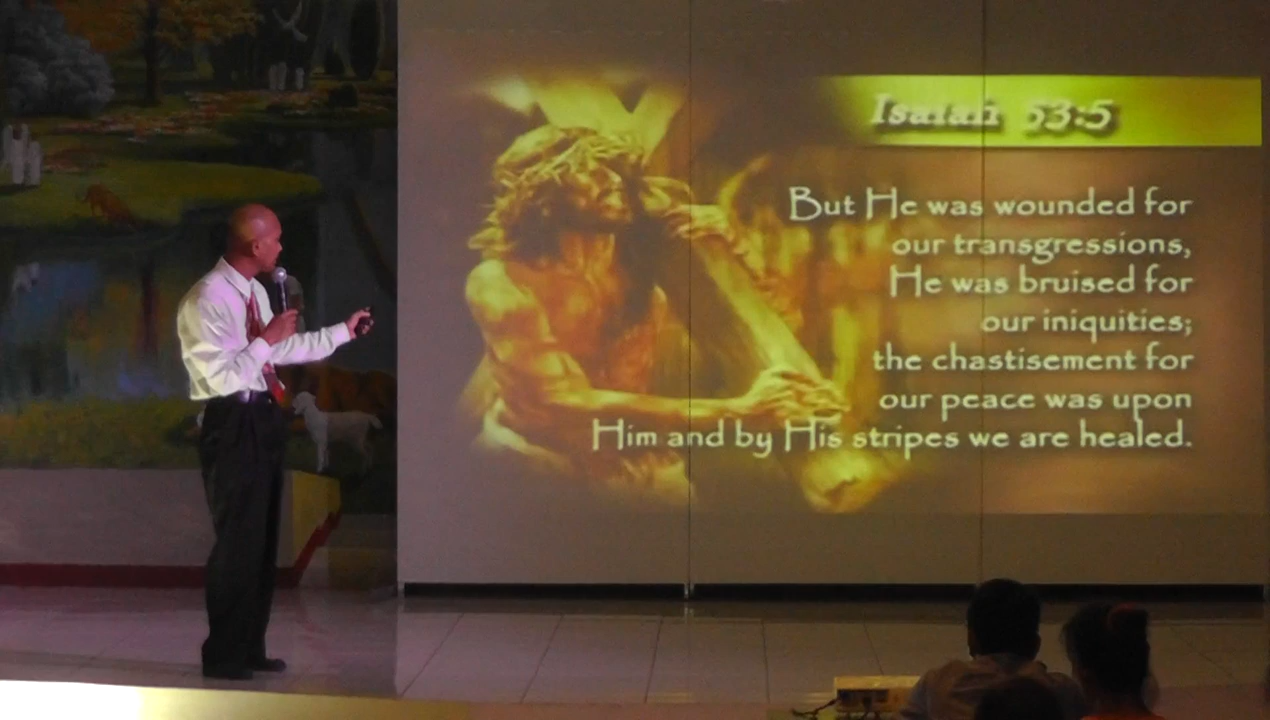 Isaiah 53:5
But He was wounded for
our transgressions,
He was bruised for
our iniquities;
the chastisement for
our peace was upon
Him and by His stripes we are healed.